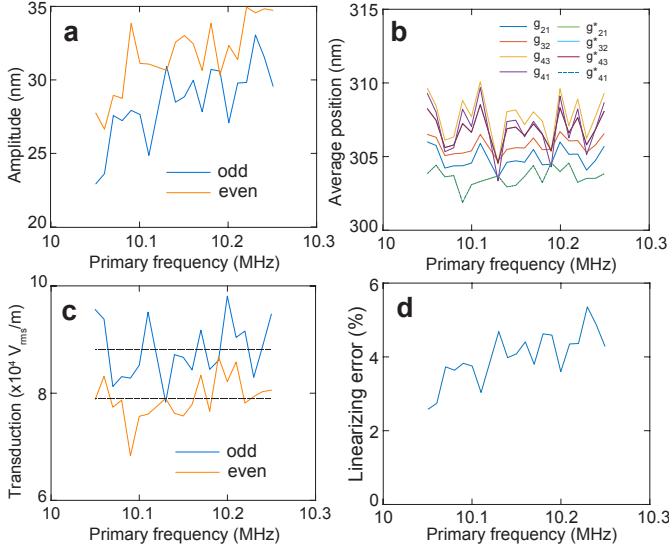 a
Amplitude (nm)
35
30
25
20
odd
even
10
10.1
10.2
10.3
Primary frequency (MHz)
b
Average position (nm)
315
310
305
300
g21
g32
g43
g41
g*21
g*32
g*43
g*41
10
10.1
10.2
10.3
Primary frequency (MHz)
c
Transduction (x10⁴ Vrms/m)
10
8
6
odd
even
10
10.1
10.2
10.3
Primary frequency (MHz)
d
Linearizing error (%)
6
4
2
0
10
10.1
10.2
10.3
Primary frequency (MHz)